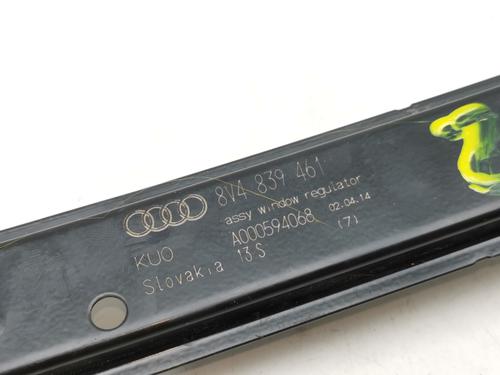 8V4 839 461
assy window regulator
KUO A000594068 02.04.14
Slovakia 13.S (7)